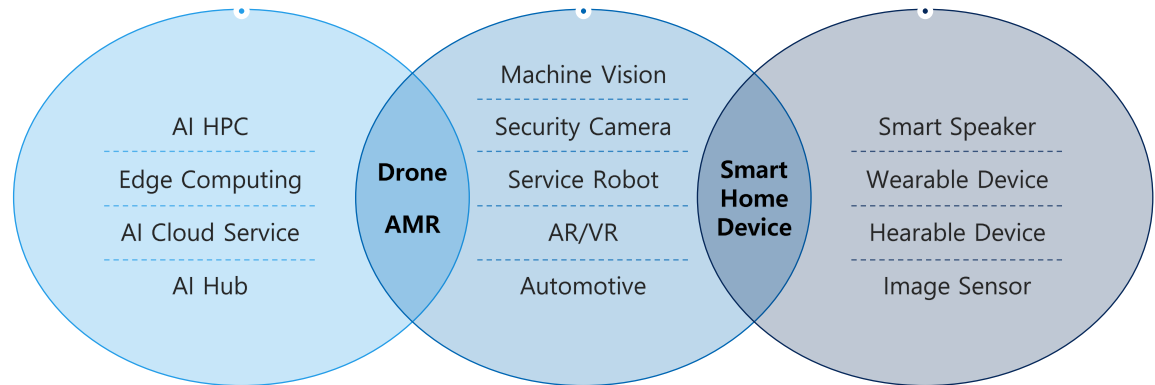 AI HPC
Edge Computing
AI Cloud Service
AI Hub
Drone
AMR
Machine Vision
Security Camera
Service Robot
AR/VR
Automotive
Smart
Home
Device
Smart Speaker
Wearable Device
Hearable Device
Image Sensor